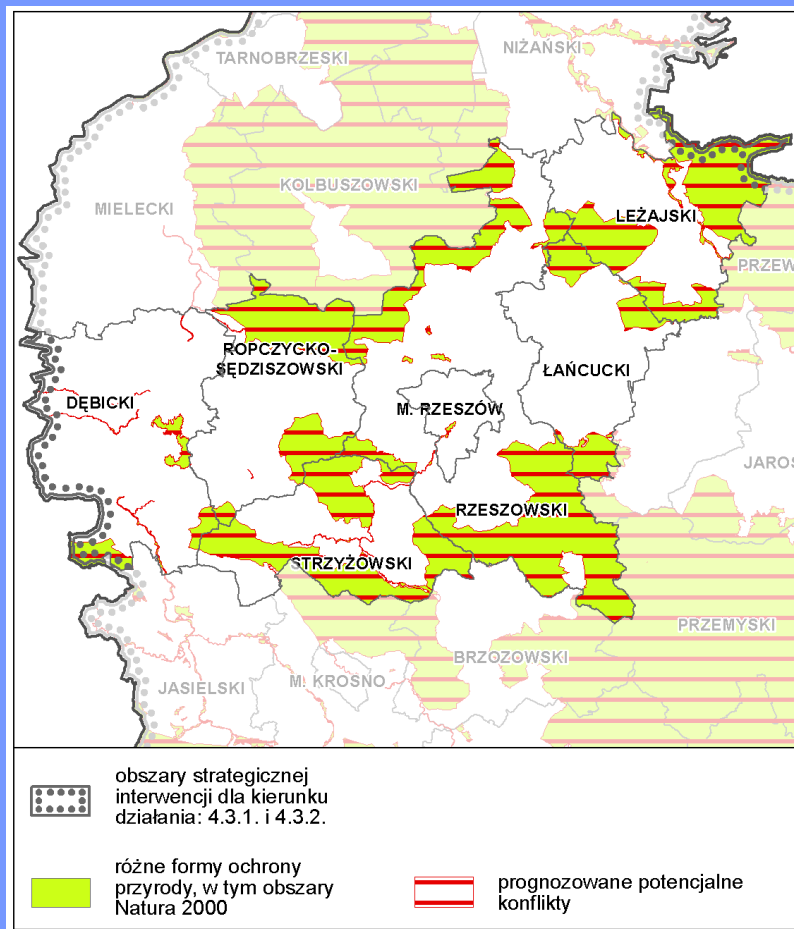 TARNOBRZESKI
NIŻAŃSKI
KOLBUSZOWSKI
MIELECKI
LEŻAJSKI
PRZEW
ROPCZYCKO-
SĘDZISZOWSKI
ŁAŃCUCKI
DĘBICKI
M. RZESZÓW
JAROS
RZESZOWSKI
STRZYŻOWSKI
PRZEMYSKI
BRZOZOWSKI
M. KROSNO
JASIELSKI
obszary strategicznej
interwencji dla kierunku
działania: 4.3.1. i 4.3.2.
różne formy ochrony
przyrody, w tym obszary
Natura 2000
prognozowane potencjalne
konflikty